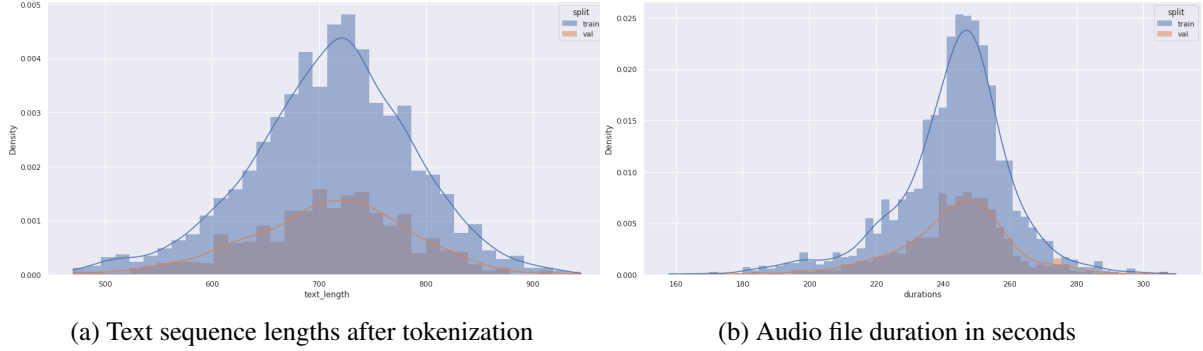 0.005
0.004
0.003
0.002
0.001
0.000
Density
500
600
700
800
900
text_length
split
train
val
(a) Text sequence lengths after tokenization
0.025
0.020
0.015
0.010
0.005
0.000
Density
160
180
200
220
240
260
280
300
durations
split
train
val
(b) Audio file duration in seconds